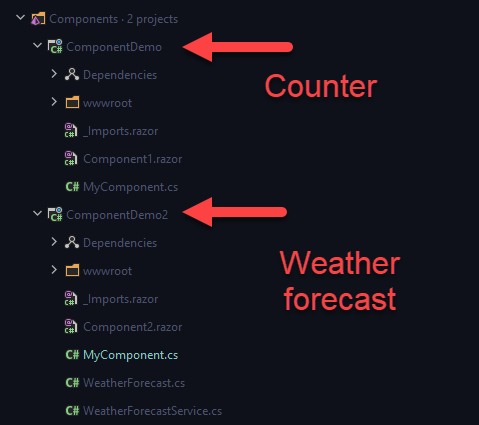 Components · 2 projects
ComponentDemo
Counter
Dependencies
wwwroot
_Imports.razor
Component1.razor
C# MyComponent.cs
ComponentDemo2
Dependencies
Weather
forecast
wwwroot
_Imports.razor
Component2.razor
C# MyComponent.cs
C# WeatherForecast.cs
C# WeatherForecastService.cs